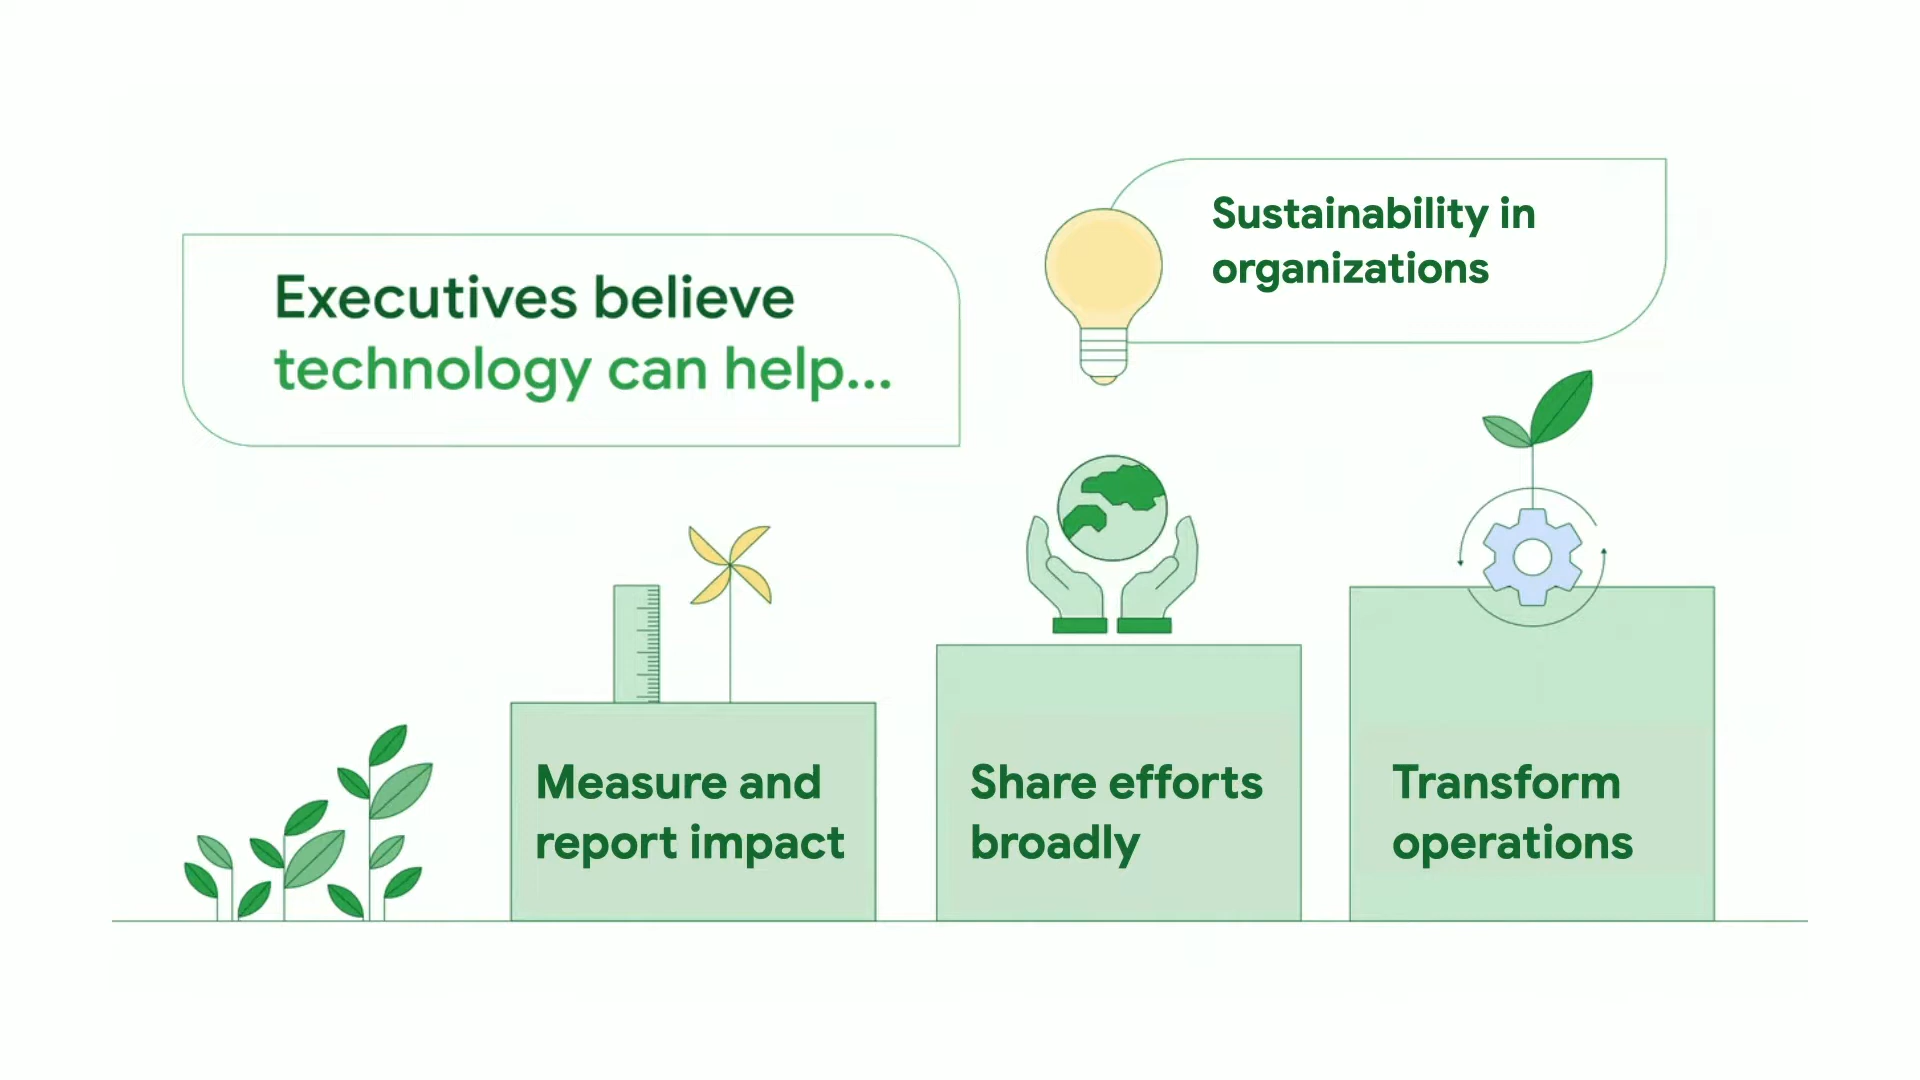 Executives believe
technology can help...
Sustainability in
organizations
Measure and
report impact
Share efforts
broadly
Transform
operations